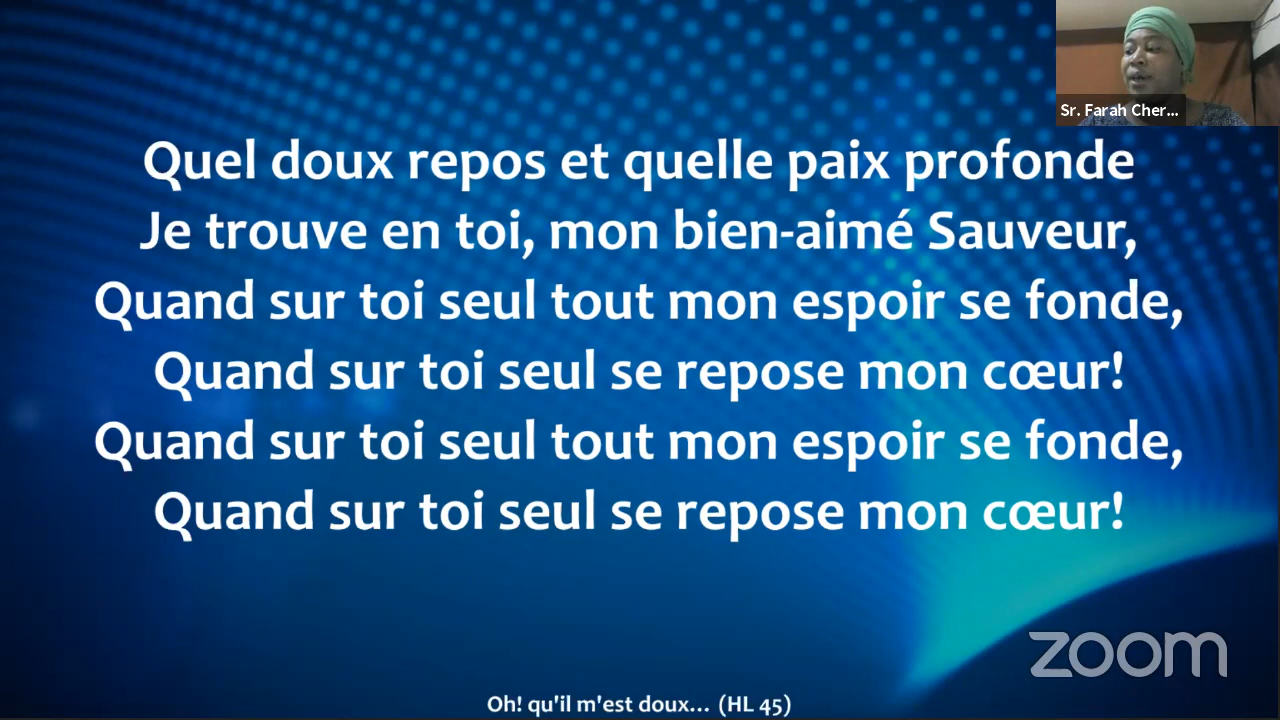 Sr. Farah Cher...
Quel doux repos et quelle paix profonde
Je trouve en toi, mon bien-aimé Sauveur,
Quand sur toi seul tout mon espoir se fonde,
Quand sur toi seul se repose mon cœur!
Quand sur toi seul tout mon espoir se fonde,
Quand sur toi seul se repose mon cœur!
zoom
Oh! qu'il m'est doux... (HL 45)